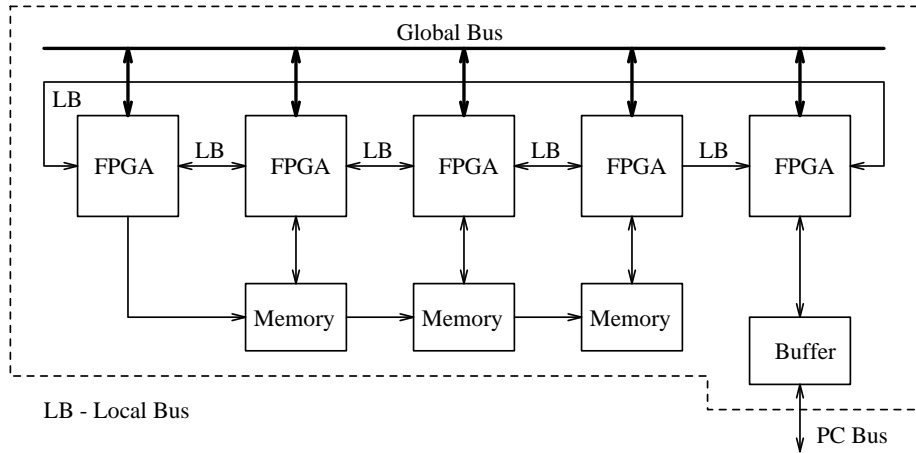 Global Bus
LB
FPGA LB FPGA LB FPGA LB FPGA LB FPGA
Memory Memory Memory
Buffer
LB - Local Bus
PC Bus